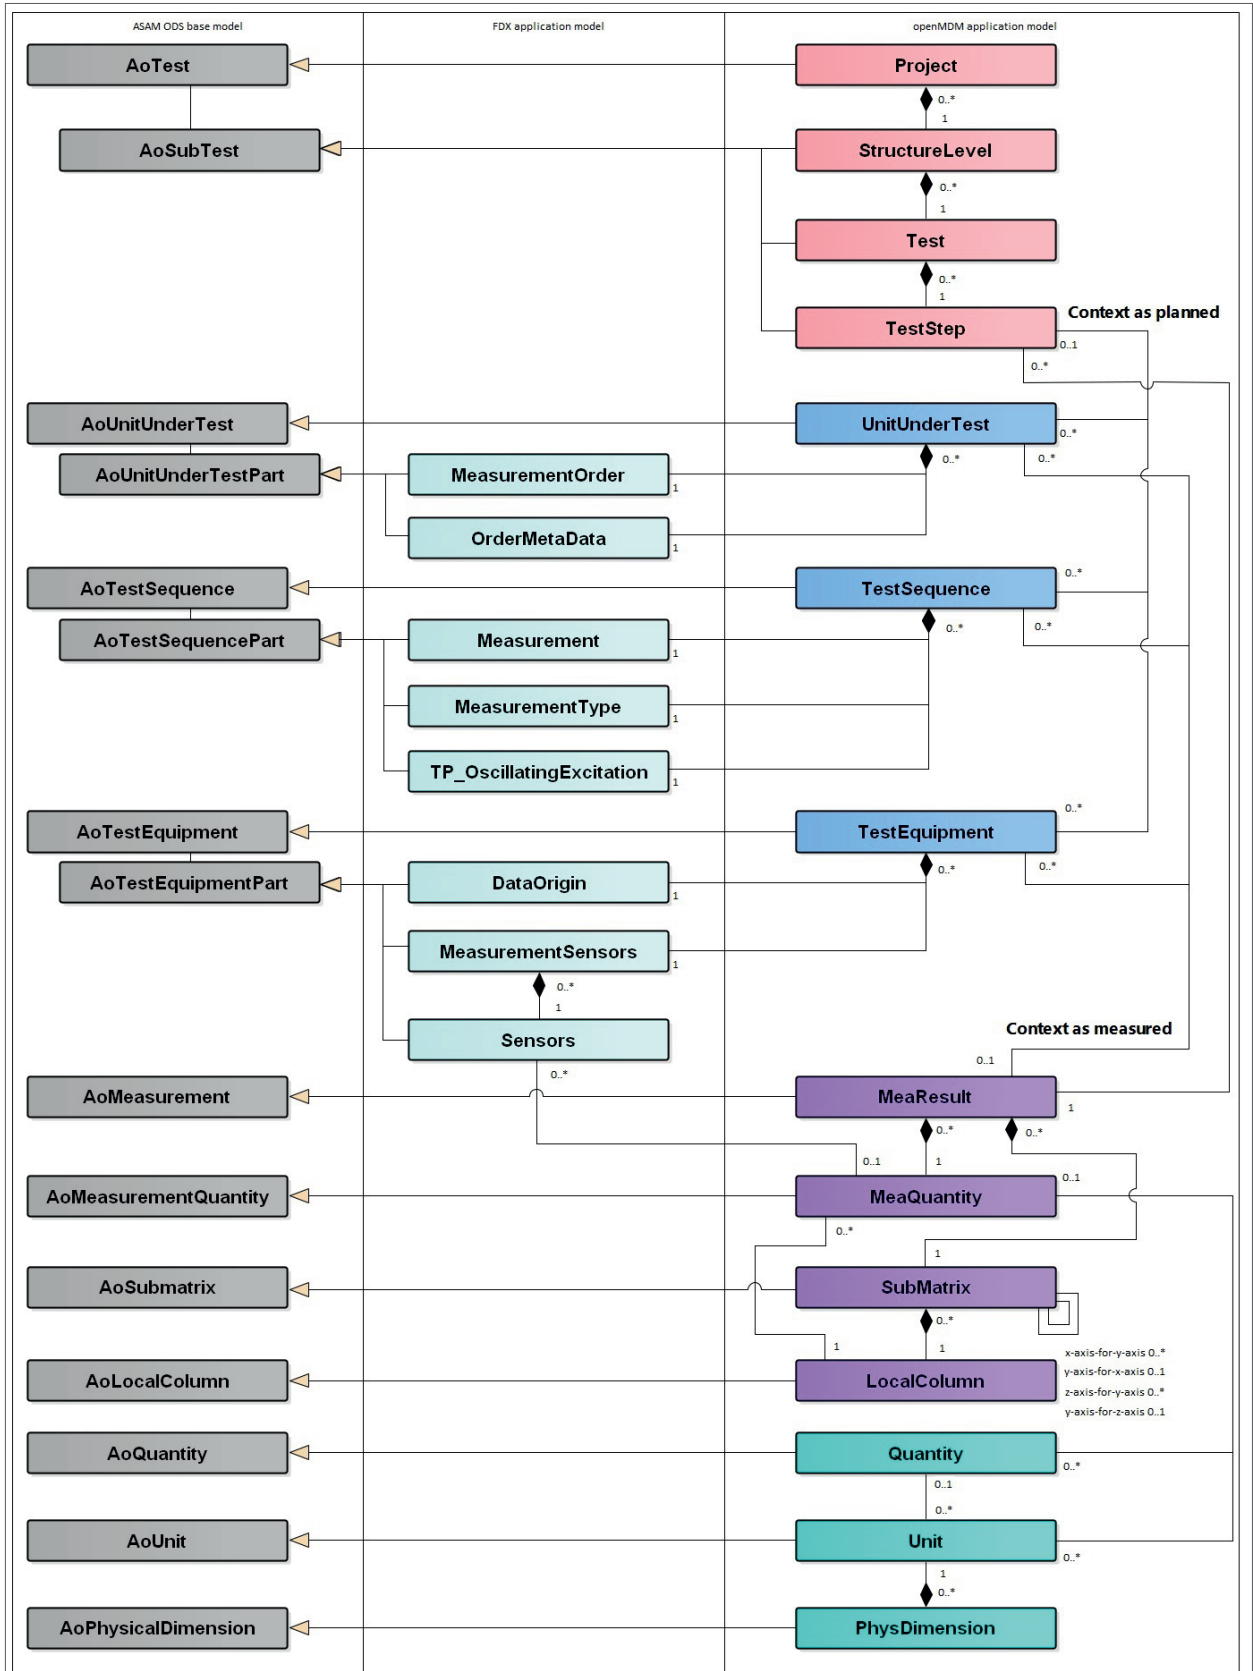 ASAM ODS base model
FDX application model
openMDM application model
AoTest
Project
0..*
1
AoSubTest
StructureLevel
0..*
1
Test
0..*
1
TestStep
Context as planned
0..1
0..*
AoUnitUnderTest
UnitUnderTest
0..*
0..*
0..*
AoUnitUnderTestPart
MeasurementOrder
1
OrderMetaData
1
AoTestSequence
TestSequence
0..*
0..*
0..*
AoTestSequencePart
Measurement
1
MeasurementType
1
TP_OscillatingExcitation
1
AoTestEquipment
TestEquipment
0..*
0..*
0..*
AoTestEquipmentPart
DataOrigin
1
MeasurementSensors
1
0..*
1
Sensors
0..*
Context as measured
0..1
AoMeasurement
MeaResult
1
0..*
0..*
0..1
1
0..1
AoMeasurementQuantity
MeaQuantity
0..*
1
AoSubmatrix
SubMatrix
0..*
1
1
x-axis-for-y-axis 0..*
y-axis-for-x-axis 0..1
z-axis-for-y-axis 0..*
y-axis-for-z-axis 0..1
AoLocalColumn
LocalColumn
AoQuantity
Quantity
0..*
0..1
0..*
AoUnit
Unit
0..*
1
0..*
AoPhysicalDimension
PhysDimension